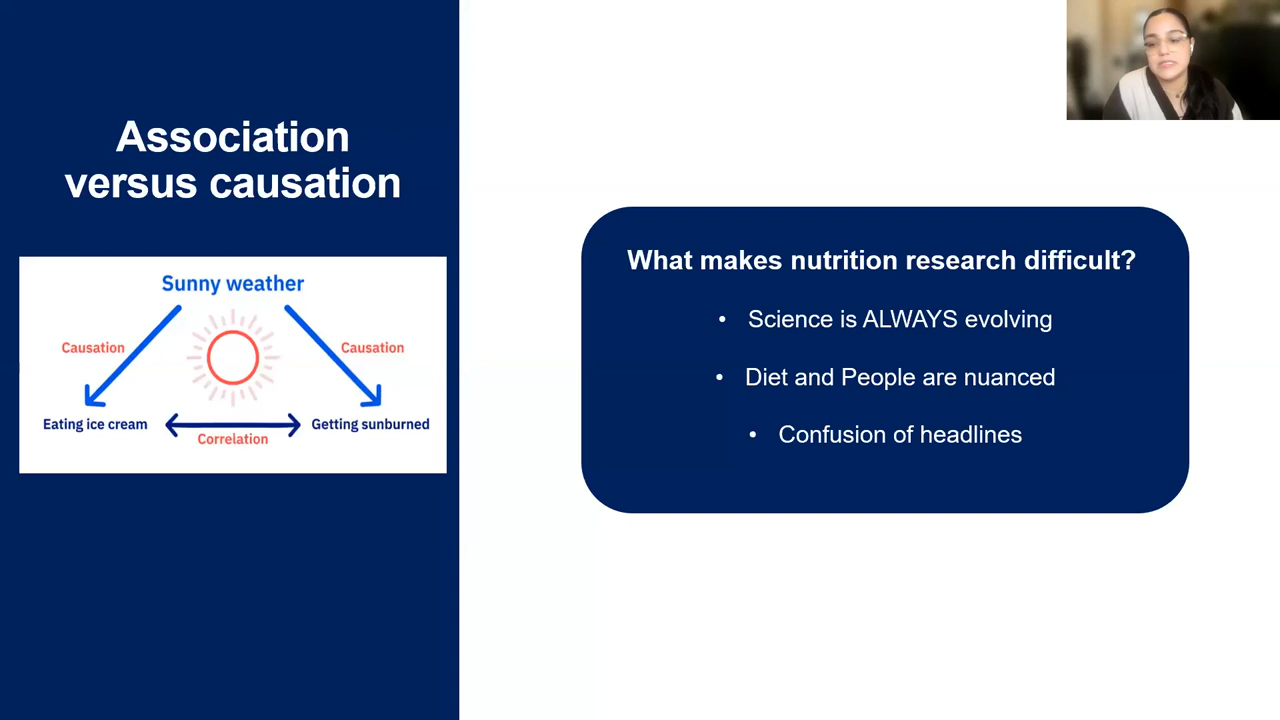 Association
versus causation
Sunny weather
Causation
Causation
Eating ice cream
Getting sunburned
Correlation
What makes nutrition research difficult?
• Science is ALWAYS evolving
• Diet and People are nuanced
• Confusion of headlines